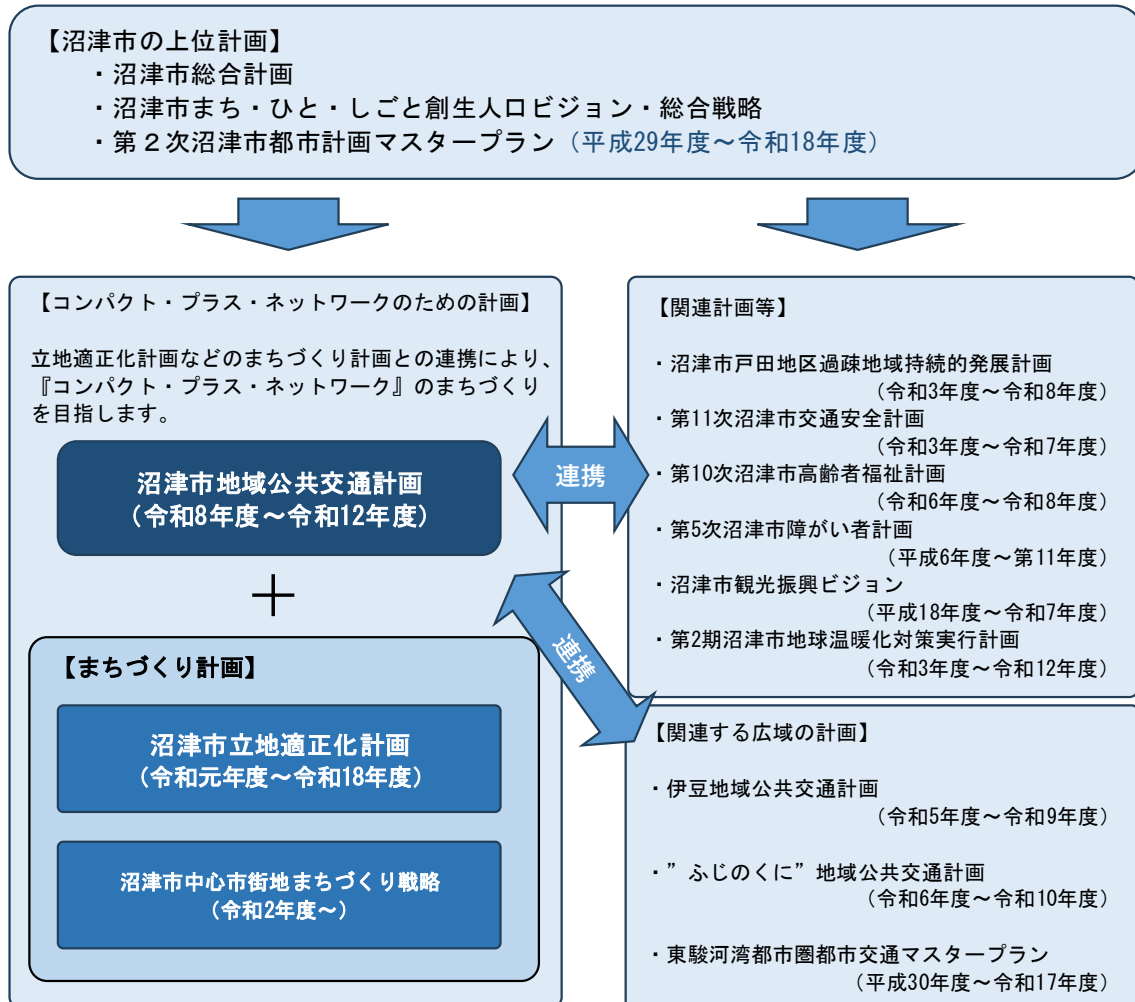 【沼津市の上位計画】
・沼津市総合計画
・沼津市まち・ひと・しごと創生人口ビジョン・総合戦略
・第２次沼津市都市計画マスタープラン（平成29年度～令和18年度）
【コンパクト・プラス・ネットワークのための計画】
立地適正化計画などのまちづくり計画との連携により、
『コンパクト・プラス・ネットワーク』のまちづくり
を目指します。
沼津市地域公共交通計画
（令和8年度～令和12年度）
＋
【まちづくり計画】
沼津市立地適正化計画
（令和元年度～令和18年度）
沼津市中心市街地まちづくり戦略
（令和2年度～）
連携
連携
【関連計画等】
・沼津市戸田地区過疎地域持続的発展計画
（令和3年度～令和8年度）
・第11次沼津市交通安全計画
（令和3年度～令和7年度）
・第10次沼津市高齢者福祉計画
（令和6年度～令和8年度）
・第5次沼津市障がい者計画
（平成6年度～第11年度）
・沼津市観光振興ビジョン
（平成18年度～令和7年度）
・第2期沼津市地球温暖化対策実行計画
（令和3年度～令和12年度）
【関連する広域の計画】
・伊豆地域公共交通計画
（令和5年度～令和9年度）
・”ふじのくに”地域公共交通計画
（令和6年度～令和10年度）
・東駿河湾都市圏都市交通マスタープラン
（平成30年度～令和17年度）